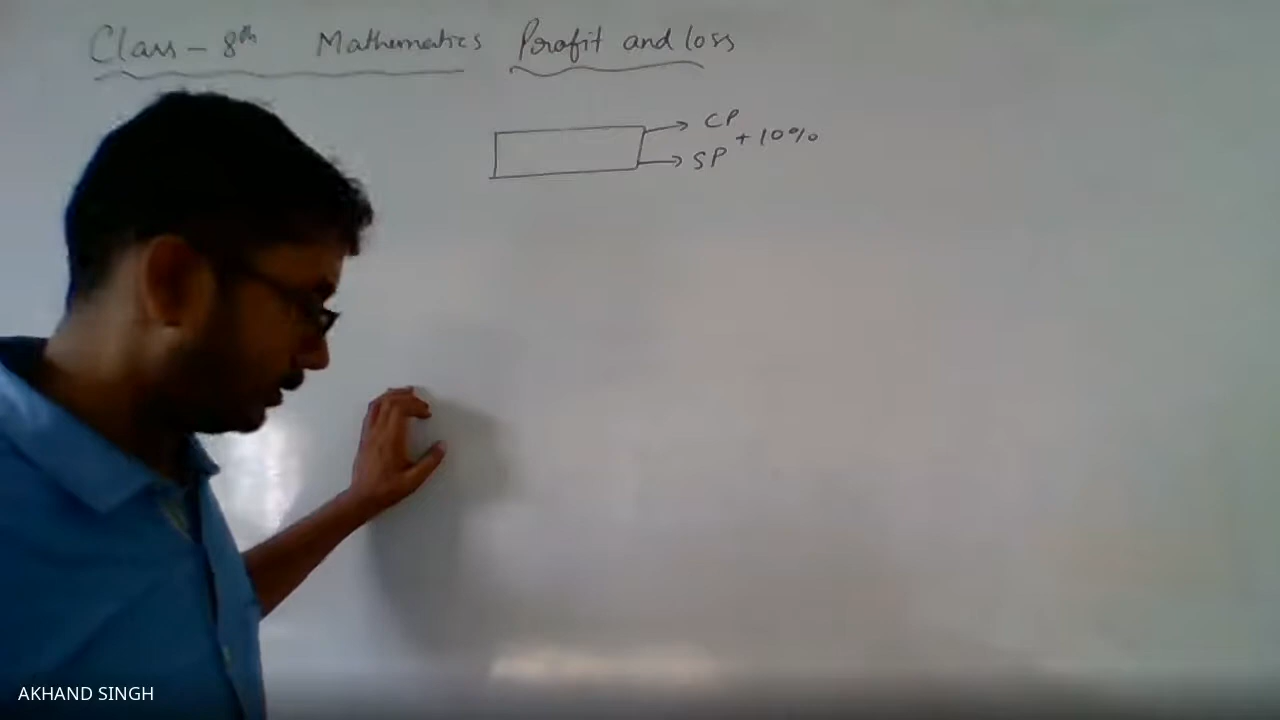 Class - 8th Mathematics Profit and loss
CP
+ 10%
SP
AKHAND SINGH